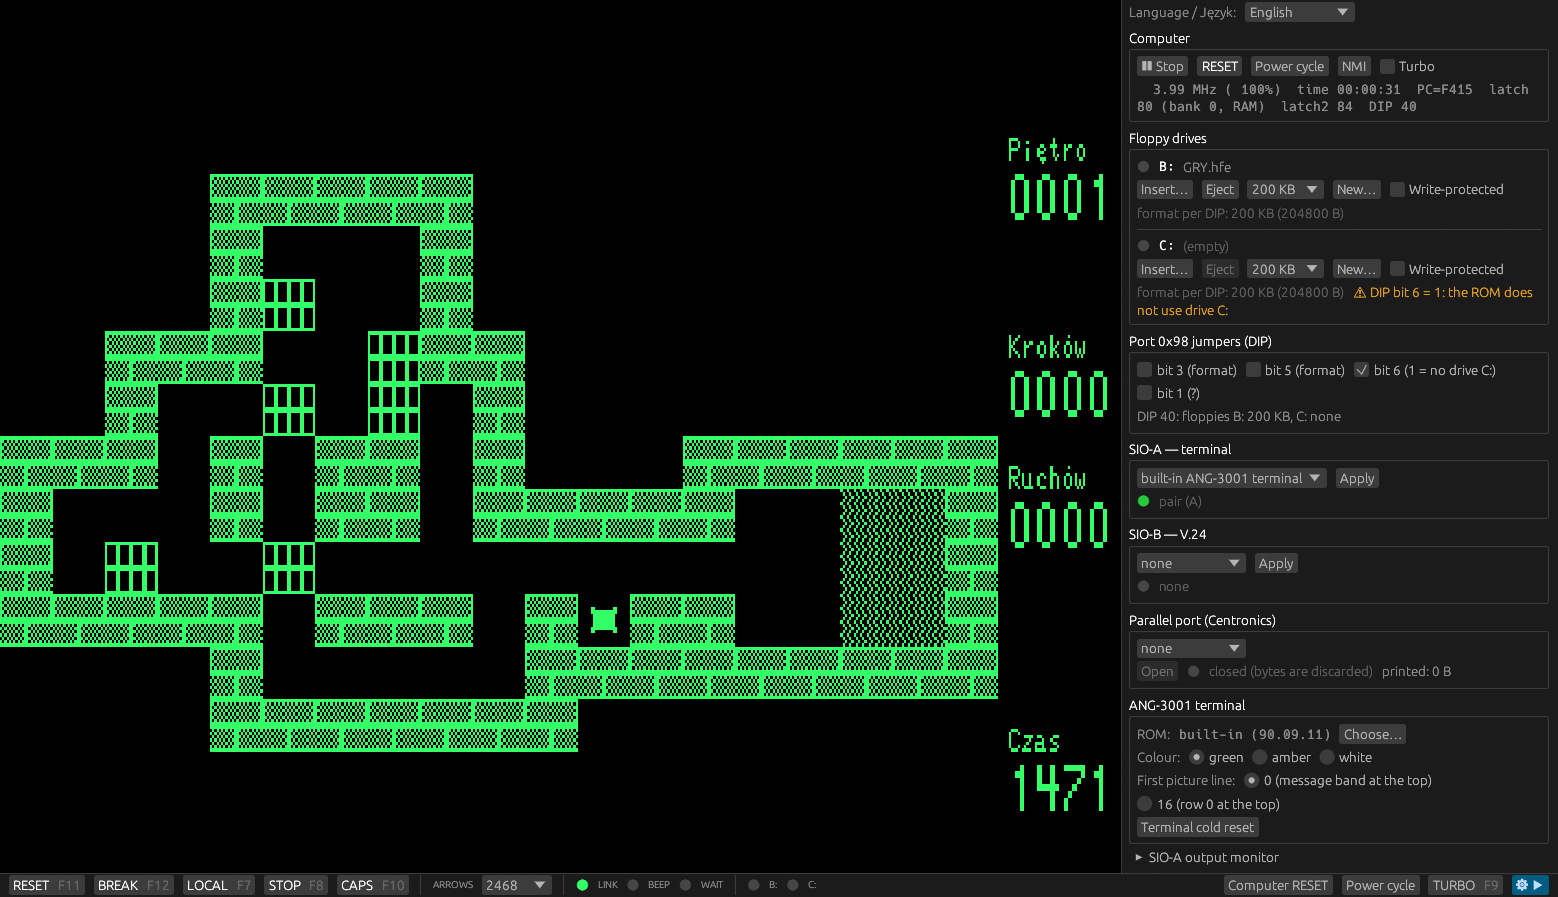 Piętro
0001
Kroków
0000
Ruchów
0000
Czas
1471
Language / Język: English
Computer
Stop RESET Power cycle NMI Turbo
3.99 MHz ( 100%) time 00:00:31 PC=F415 latch
80 (bank 0, RAM) latch2 84 DIP 40
Floppy drives
B: GRY.hfe
Insert... Eject 200 KB New... Write-protected
format per DIP: 200 KB (204800 B)
C: (empty)
Insert... Eject 200 KB New... Write-protected
format per DIP: 200 KB (204800 B) ⚠ DIP bit 6 = 1: the ROM does
not use drive C:
Port 0x98 jumpers (DIP)
bit 3 (format) bit 5 (format) bit 6 (1 = no drive C:)
bit 1 (?)
DIP 40: floppies B: 200 KB, C: none
SIO-A — terminal
built-in ANG-3001 terminal Apply
pair (A)
SIO-B — V.24
none Apply
none
Parallel port (Centronics)
none
Open closed (bytes are discarded) printed: 0 B
ANG-3001 terminal
ROM: built-in (90.09.11) Choose...
Colour: green amber white
First picture line: 0 (message band at the top)
16 (row 0 at the top)
Terminal cold reset
SIO-A output monitor
RESET F11 BREAK F12 LOCAL F7 STOP F8 CAPS F10 ARROWS 2468 LINK BEEP WAIT B: C: Computer RESET Power cycle TURBO F9